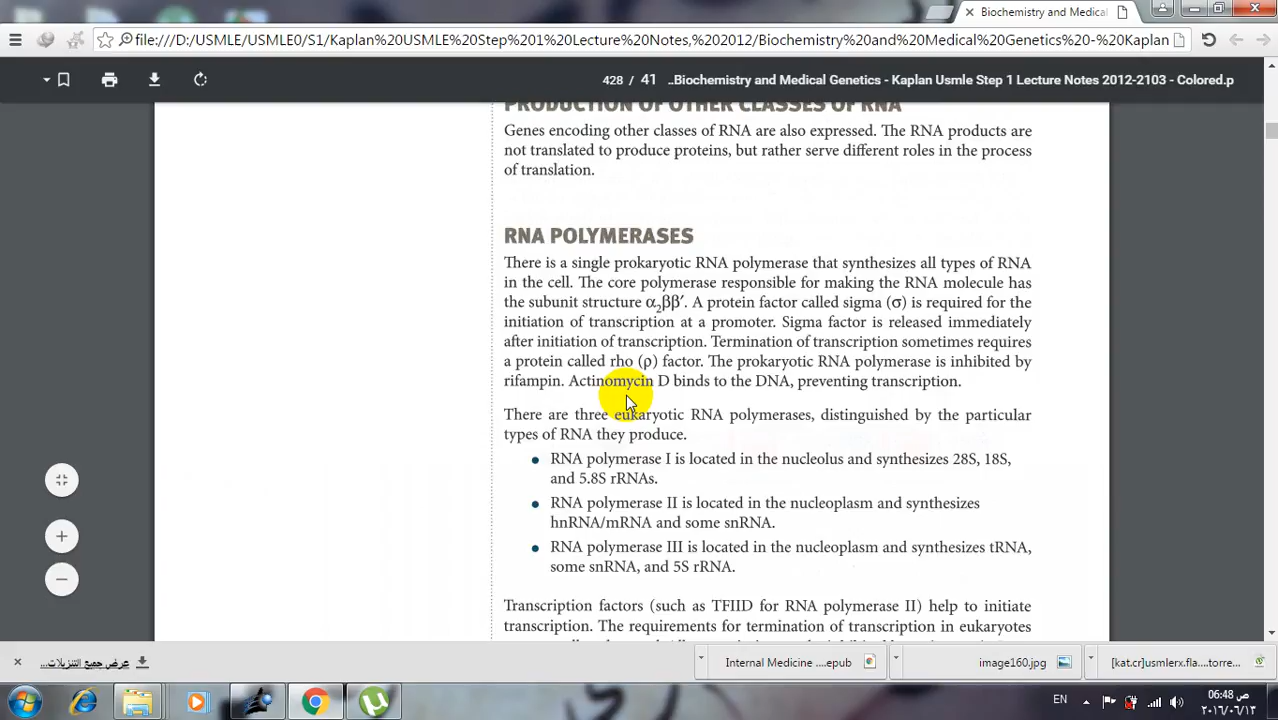 Biochemistry and Medical
file:///D:/USMLE/USMLE0/S1/Kaplan%20USMLE%20Step%201%20Lecture%20Notes,%202012/Biochemistry%20and%20Medical%20Genetics%20-%20Kaplan
428 / 41 ..Biochemistry and Medical Genetics - Kaplan Usmle Step 1 Lecture Notes 2012-2103 - Colored.p
PRODUCTION OF OTHER CLASSES OF RNA
Genes encoding other classes of RNA are also expressed. The RNA products are
not translated to produce proteins, but rather serve different roles in the process
of translation.
RNA POLYMERASES
There is a single prokaryotic RNA polymerase that synthesizes all types of RNA
in the cell. The core polymerase responsible for making the RNA molecule has
the subunit structure α₂ββ′. A protein factor called sigma (σ) is required for the
initiation of transcription at a promoter. Sigma factor is released immediately
after initiation of transcription. Termination of transcription sometimes requires
a protein called rho (ρ) factor. The prokaryotic RNA polymerase is inhibited by
rifampin. Actinomycin D binds to the DNA, preventing transcription.
There are three eukaryotic RNA polymerases, distinguished by the particular
types of RNA they produce.
• RNA polymerase I is located in the nucleolus and synthesizes 28S, 18S,
and 5.8S rRNAs.
• RNA polymerase II is located in the nucleoplasm and synthesizes
hnRNA/mRNA and some snRNA.
• RNA polymerase III is located in the nucleoplasm and synthesizes tRNA,
some snRNA, and 5S rRNA.
Transcription factors (such as TFIID for RNA polymerase II) help to initiate
transcription. The requirements for termination of transcription in eukaryotes
عرض جميع التنزيلات... Internal Medicine ....epub image160.jpg [kat.cr]usmlerx.fla....torre...
EN 06:48 ص
٢٠١٦/٠٦/١٣